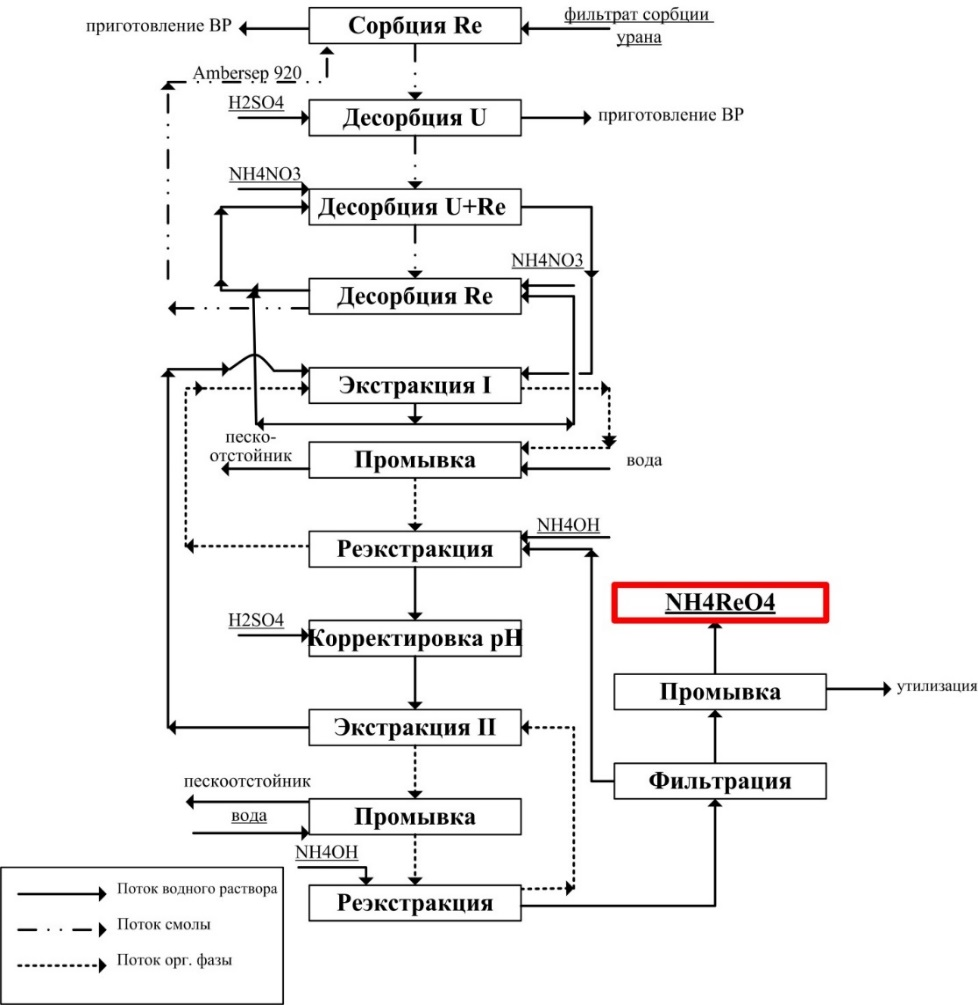 приготовление ВР
Сорбция Re
фильтрат сорбции
урана
Ambersep 920
H2SO4
Десорбция U
приготовление ВР
NH4NO3
Десорбция U+Re
NH4NO3
Десорбция Re
Экстракция I
песко-
отстойник
Промывка
вода
NH4OH
Реэкстракция
NH4ReO4
H2SO4
Корректировка pH
Промывка
утилизация
Экстракция II
Фильтрация
пескоотстойник
вода
Промывка
NH4OH
Реэкстракция
Поток водного раствора
Поток смолы
Поток орг. фазы